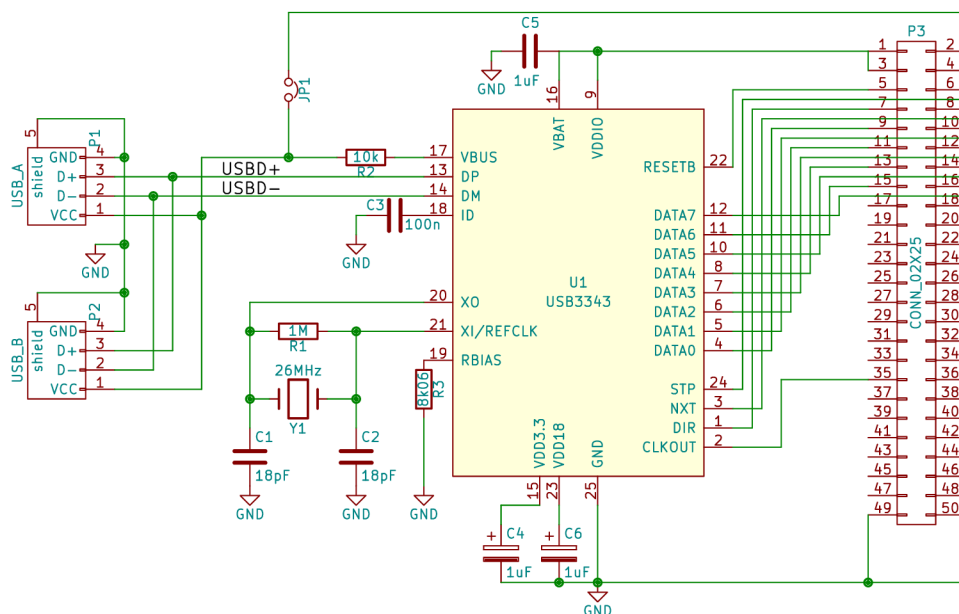 C5
1uF
GND
JP1
16
9
VBAT
VDDIO
P3
CONN_02X25
1 2
3 4
5 6
7 8
9 10
11 12
13 14
15 16
17 18
19 20
21 22
23 24
25 26
27 28
29 30
31 32
33 34
35 36
37 38
39 40
41 42
43 44
45 46
47 48
49 50
USB_A
shield
P1
5
GND 4
D+ 3
D- 2
VCC 1
GND
USB_B
shield
P2
5
GND 4
D+ 3
D- 2
VCC 1
USBD+
USBD-
10k
R2
C3
100n
GND
17 VBUS
13 DP
14 DM
18 ID
20 XO
21 XI/REFCLK
19 RBIAS
U1
USB3343
RESETB 22
DATA7 12
DATA6 11
DATA5 10
DATA4 8
DATA3 7
DATA2 6
DATA1 5
DATA0 4
STP 24
NXT 3
DIR 1
CLKOUT 2
1M
R1
26MHz
Y1
8k06
R3
C1
18pF
GND
C2
18pF
GND
GND
VDD3.3
VDD18
GND
15
23
25
+ C4
1uF
+ C6
1uF
GND